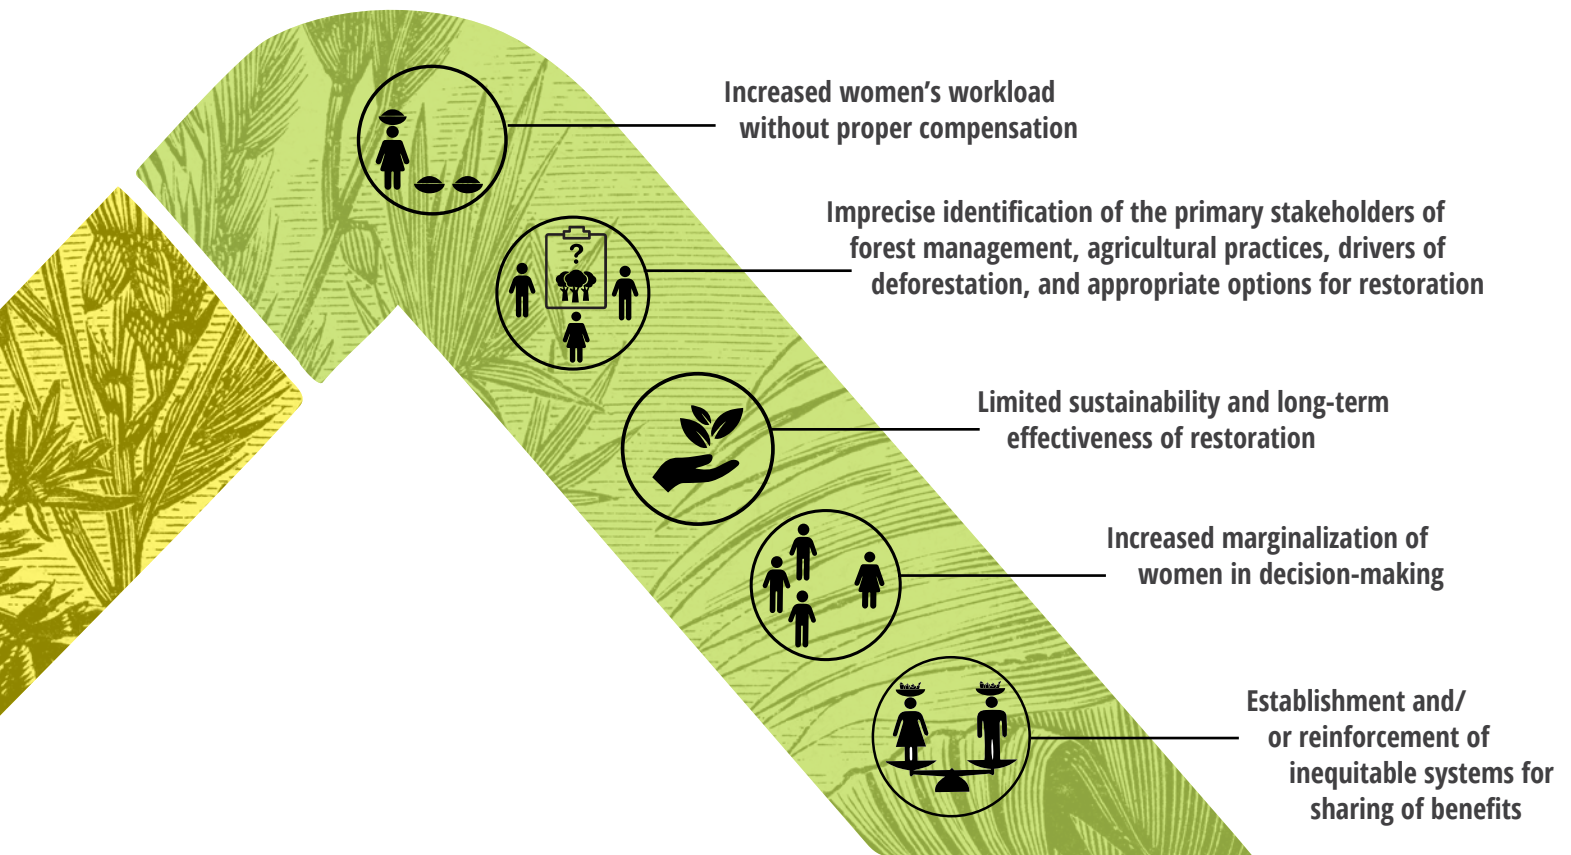 Increased women’s workload
without proper compensation
Imprecise identification of the primary stakeholders of
forest management, agricultural practices, drivers of
deforestation, and appropriate options for restoration
?
Limited sustainability and long-term
effectiveness of restoration
Increased marginalization of
women in decision-making
Establishment and/
or reinforcement of
inequitable systems for
sharing of benefits